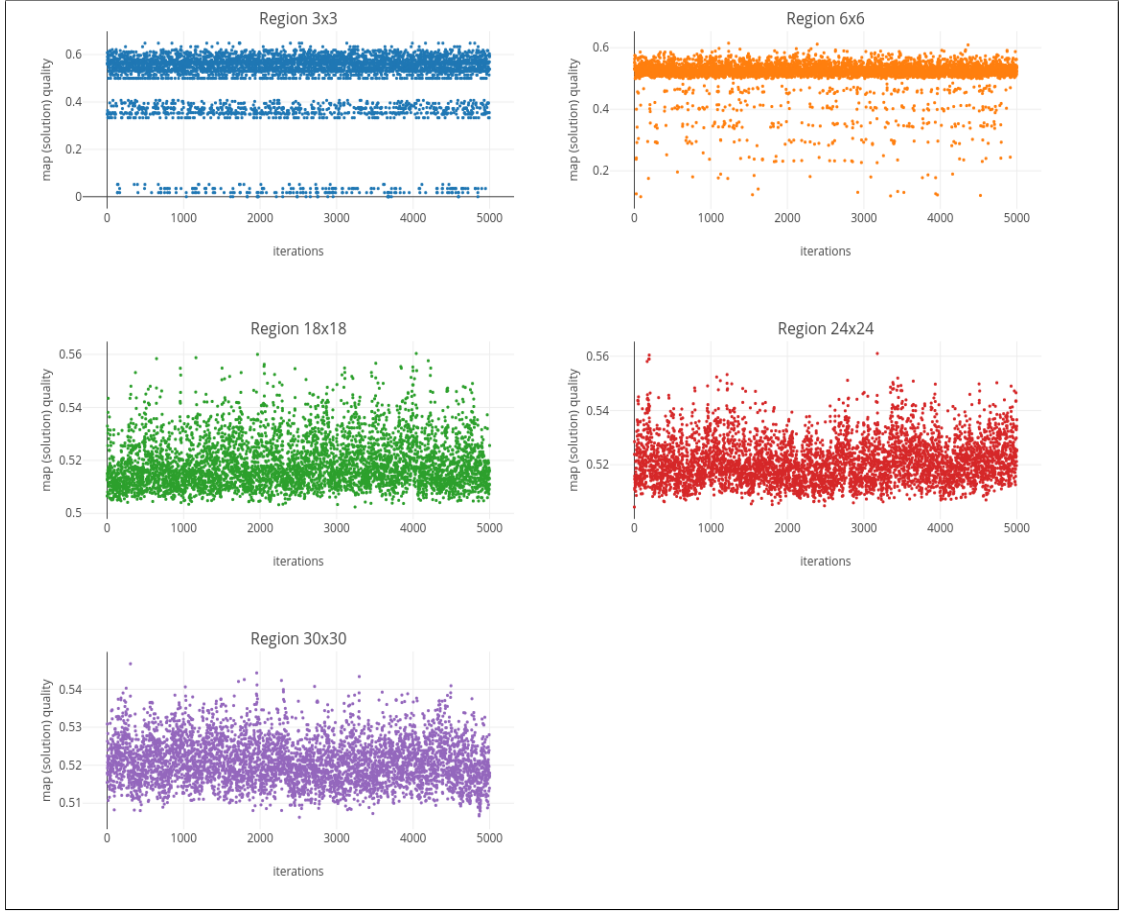 Region 3x3
map (solution) quality
0.6
0.4
0.2
0
0 1000 2000 3000 4000 5000
iterations
Region 6x6
map (solution) quality
0.6
0.4
0.2
0 1000 2000 3000 4000 5000
iterations
Region 18x18
map (solution) quality
0.56
0.54
0.52
0.5
0 1000 2000 3000 4000 5000
iterations
Region 24x24
map (solution) quality
0.56
0.54
0.52
0 1000 2000 3000 4000 5000
iterations
Region 30x30
map (solution) quality
0.54
0.53
0.52
0.51
0 1000 2000 3000 4000 5000
iterations